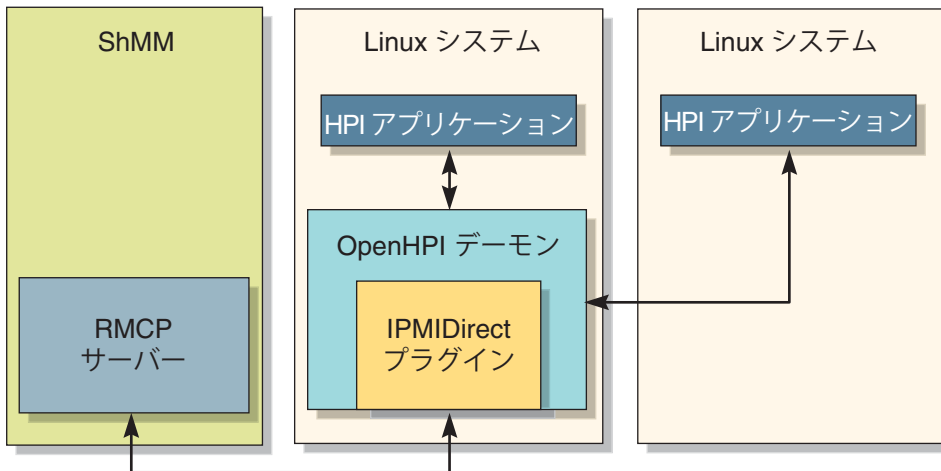 ShMM
RMCP
サーバー
Linux システム
HPI アプリケーション
OpenHPI デーモン
IPMIDirect
プラグイン
Linux システム
HPI アプリケーション